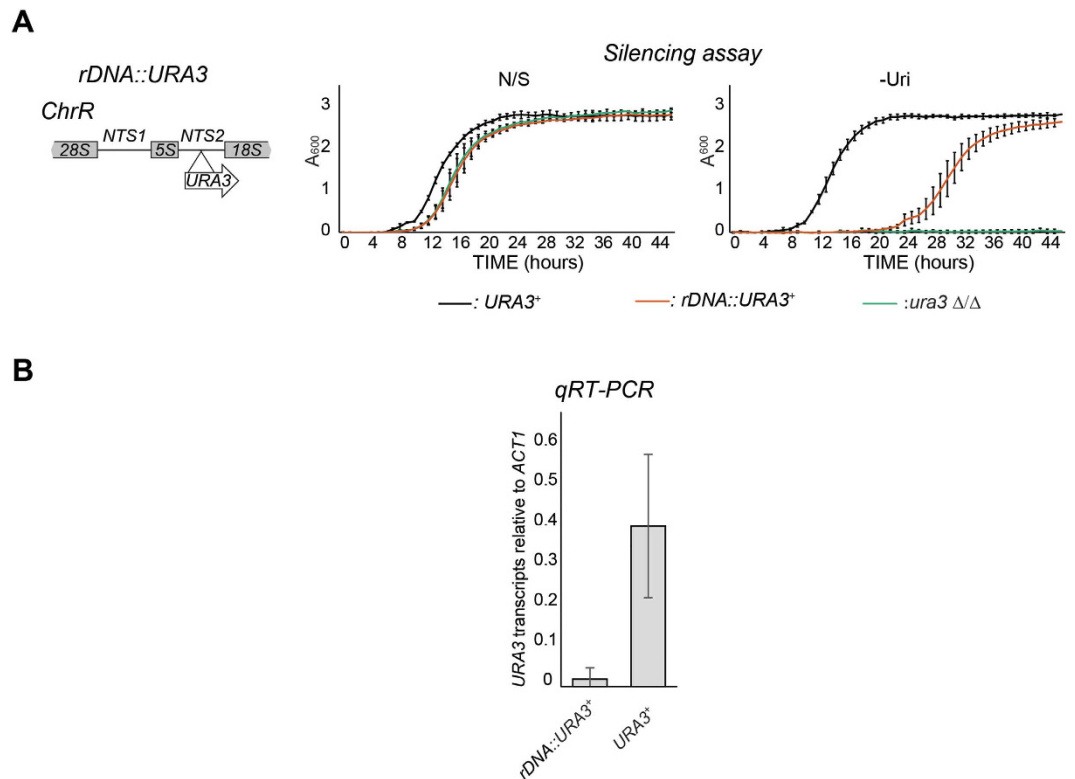 A
rDNA::URA3
ChrR
NTS1
NTS2
28S
5S
18S
URA3
Silencing assay
N/S
3
2
1
0
A600
0 4 8 12 16 20 24 28 32 36 40 44
TIME (hours)
-Uri
3
2
1
0
A600
0 4 8 12 16 20 24 28 32 36 40 44
TIME (hours)
: URA3+
: rDNA::URA3+
:ura3 Δ/Δ
B
qRT-PCR
URA3 transcripts relative to ACT1
0.6
0.5
0.4
0.3
0.2
0.1
0
rDNA::URA3+
URA3+